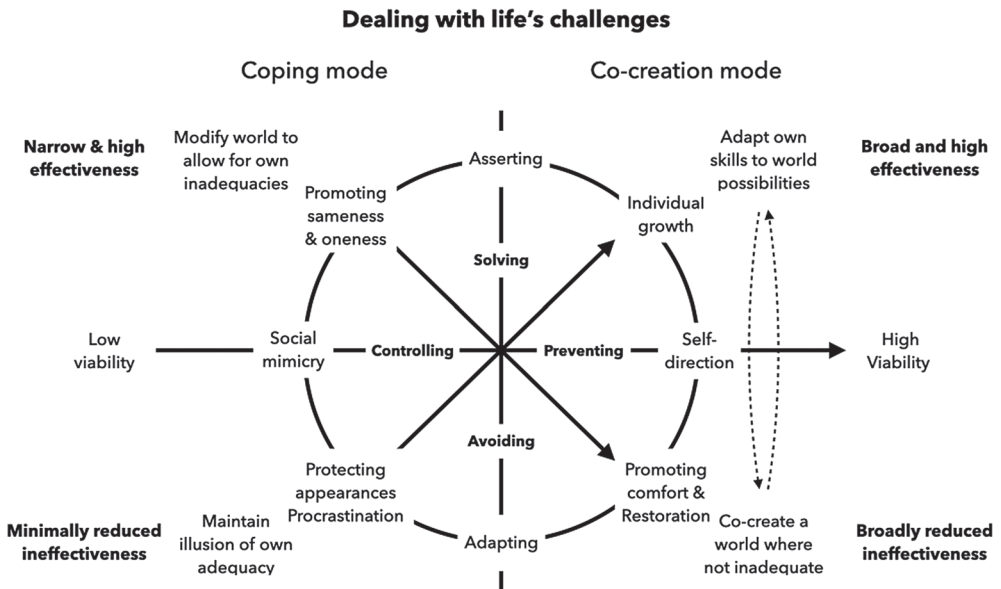 Dealing with life’s challenges
Coping mode
Co-creation mode
Narrow & high
effectiveness
Modify world to
allow for own
inadequacies
Asserting
Adapt own
skills to world
possibilities
Broad and high
effectiveness
Promoting
sameness
& oneness
Individual
growth
Solving
Low
viability
Social
mimicry
Controlling
Preventing
Self-
direction
High
Viability
Avoiding
Protecting
appearances
Procrastination
Promoting
comfort &
Restoration
Minimally reduced
ineffectiveness
Maintain
illusion of own
adequacy
Adapting
Co-create a
world where
not inadequate
Broadly reduced
ineffectiveness